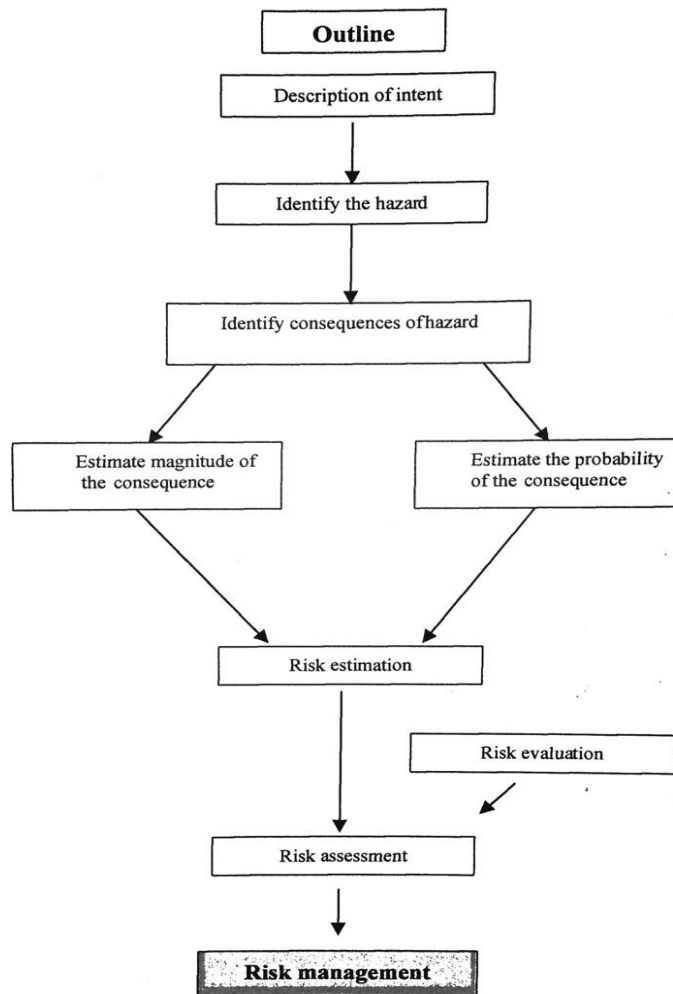 Outline
Description of intent
Identify the hazard
Identify consequences of hazard
Estimate magnitude of
the consequence
Estimate the probability
of the consequence
Risk estimation
Risk evaluation
Risk assessment
Risk management